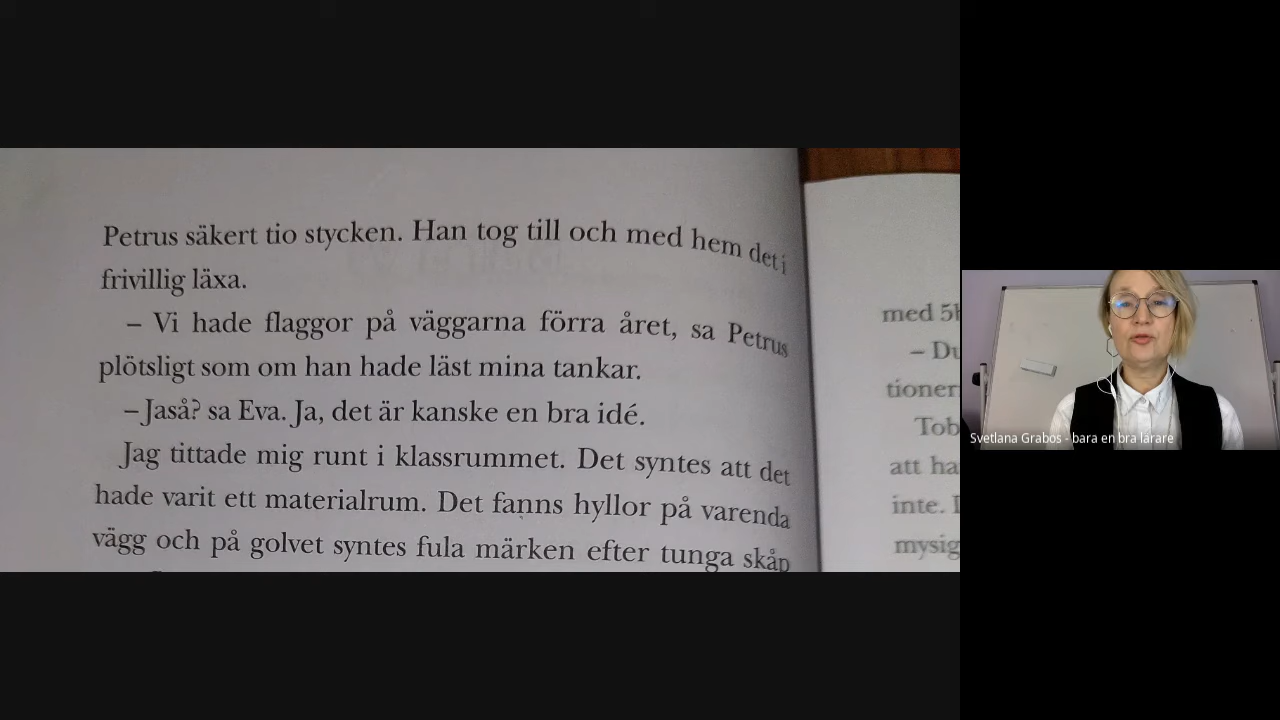 Petrus säkert tio stycken. Han tog till och med hem det i
frivillig läxa.
– Vi hade flaggor på väggarna förra året, sa Petrus
plötsligt som om han hade läst mina tankar.
– Jaså? sa Eva. Ja, det är kanske en bra idé.
Jag tittade mig runt i klassrummet. Det syntes att det
hade varit ett materialrum. Det fanns hyllor på varenda
vägg och på golvet syntes fula märken efter tunga skåp
med 5
– Du
tioner
Tob
att ha
inte.
mysig
Svetlana Grabos - bara en bra lärare